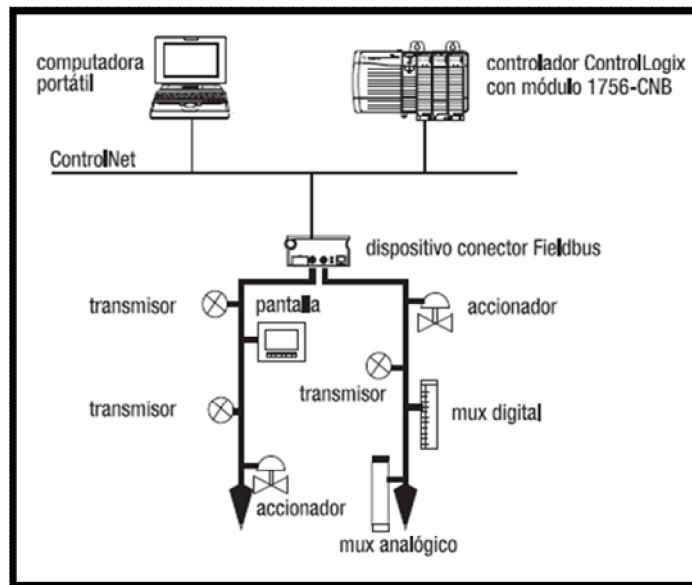 computadora
portátil
controlador ControlLogix
con módulo 1756-CNB
ControlNet
dispositivo conector Fieldbus
transmisor
pantalla
accionador
transmisor
transmisor
mux digital
accionador
mux analógico